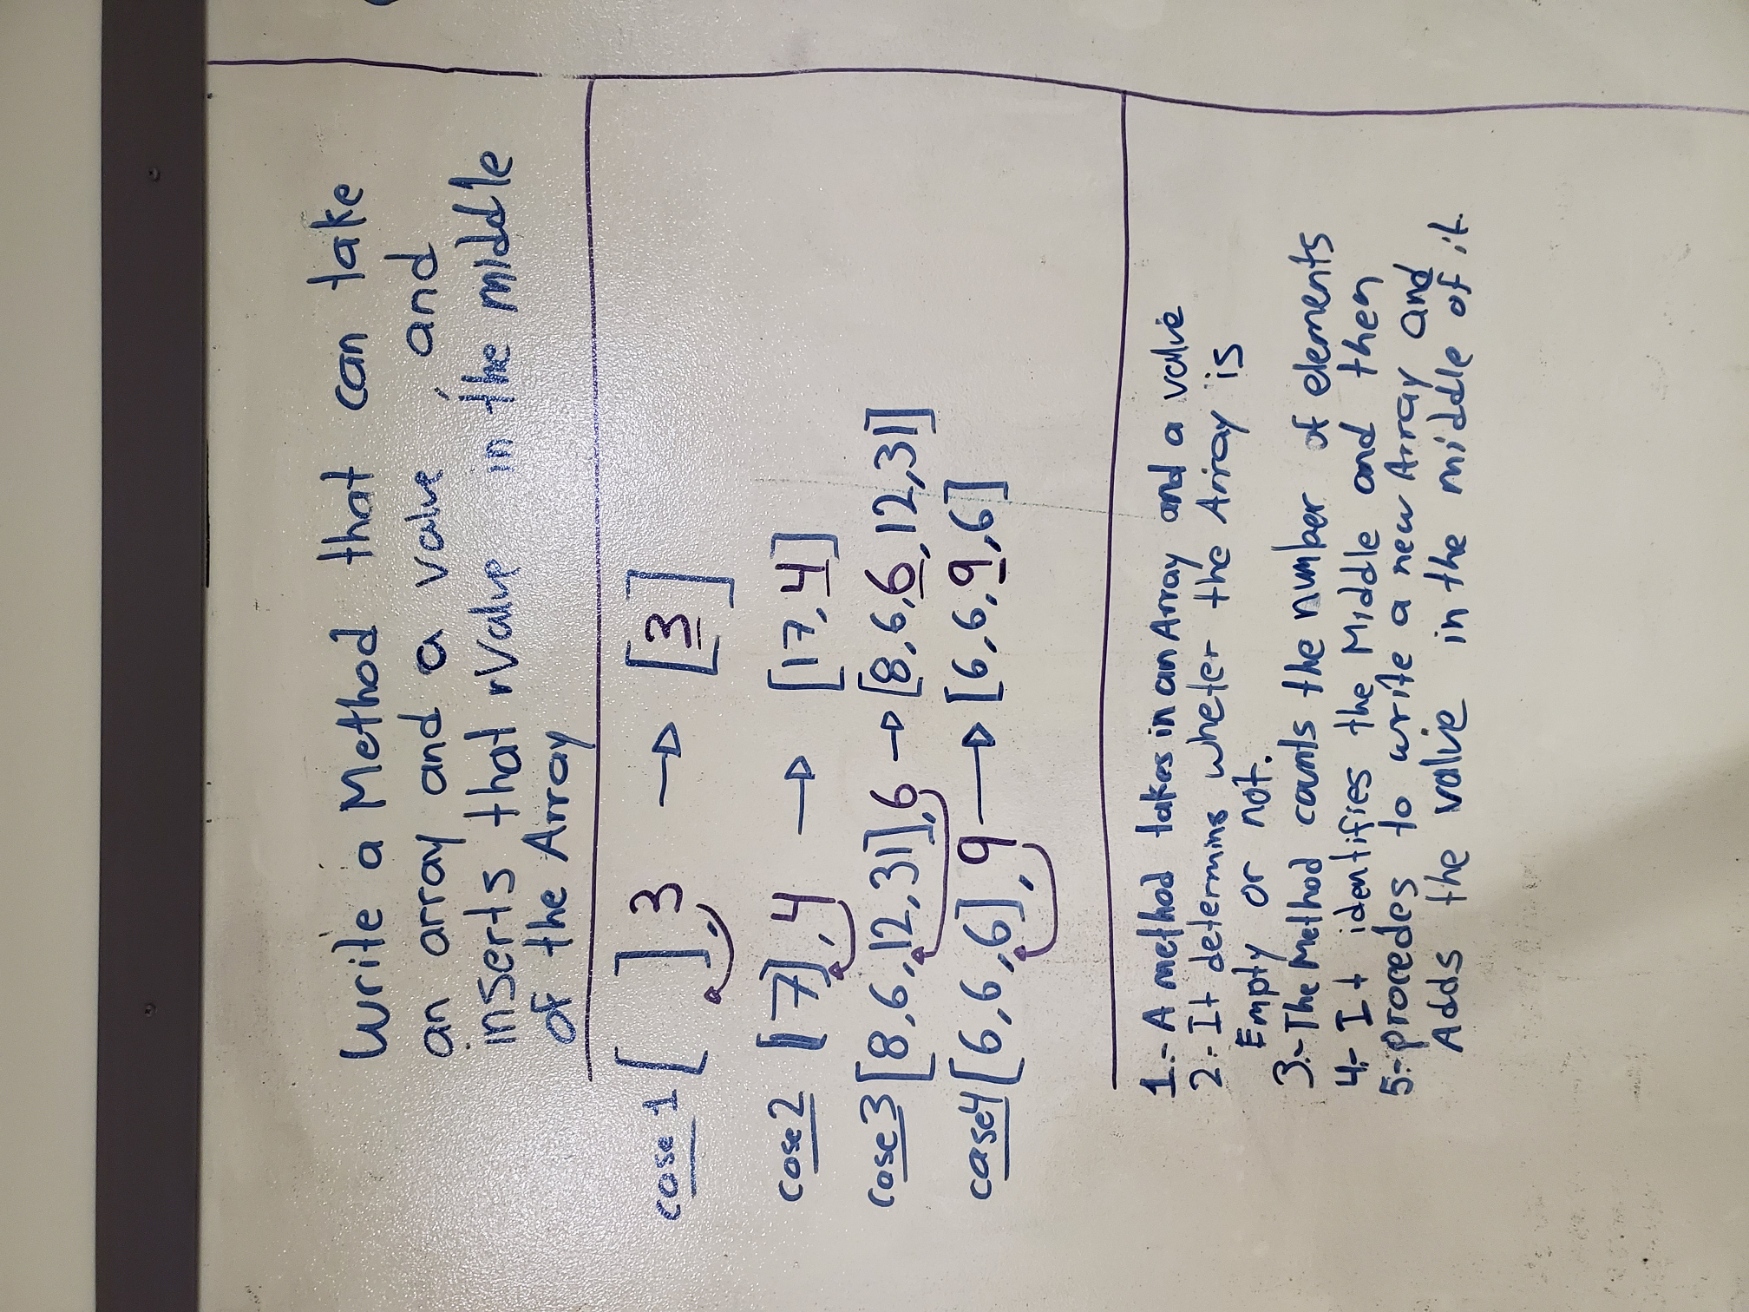 Write a Method that can take
an array and a value, and
inserts that rValue in the middle
of the Array
case 1 [ ], 3 → [3]
case 2 [17], 4 → [17, 4]
case 3 [8, 6, 12, 31], 6 → [8, 6, 6, 12, 31]
case 4 [6, 6, 6], 9 → [6, 6, 9, 6]
1.- A method takes in an Array and a value
2.- It determins wheter the Array is
Empty or not.
3.- The Method counts the number of elements
4.- It identifies the Middle and then
5.- procedes to write a new Array and
Adds the value in the middle of it.